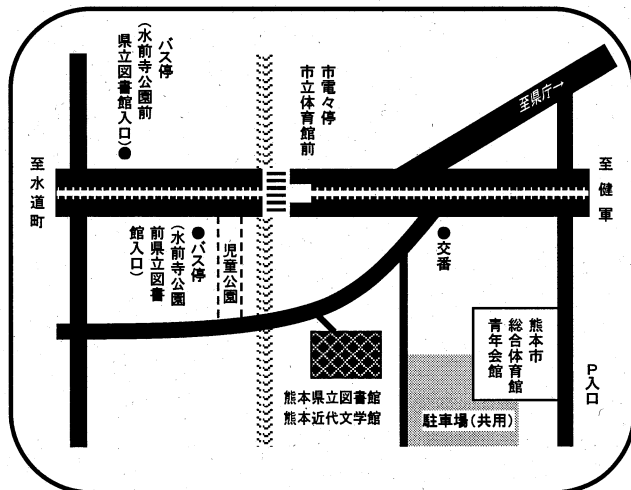 バス停
（水前寺公園前
県立図書館入口）●
市電々停
市立体育館前
至県庁→
至水道町
至健軍
●バス停
（水前寺公園
前県立図書
館入口）
児童公園
●交番
熊本市
総合体育館
青年会館
P入口
熊本県立図書館
熊本近代文学館
駐車場（共用）